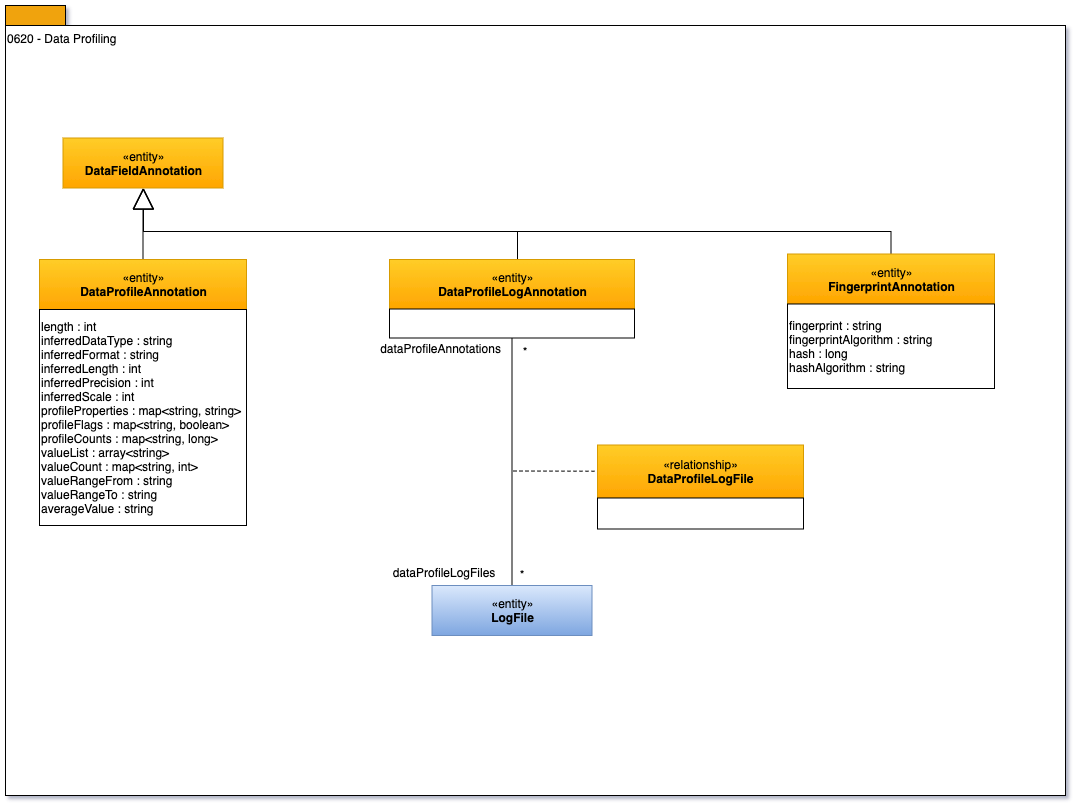 0620 - Data Profiling
«entity»
DataFieldAnnotation
«entity»
DataProfileAnnotation
length : int
inferredDataType : string
inferredFormat : string
inferredLength : int
inferredPrecision : int
inferredScale : int
profileProperties : map<string, string>
profileFlags : map<string, boolean>
profileCounts : map<string, long>
valueList : array<string>
valueCount : map<string, int>
valueRangeFrom : string
valueRangeTo : string
averageValue : string
«entity»
DataProfileLogAnnotation
dataProfileAnnotations *
«entity»
FingerprintAnnotation
fingerprint : string
fingerprintAlgorithm : string
hash : long
hashAlgorithm : string
«relationship»
DataProfileLogFile
dataProfileLogFiles *
«entity»
LogFile